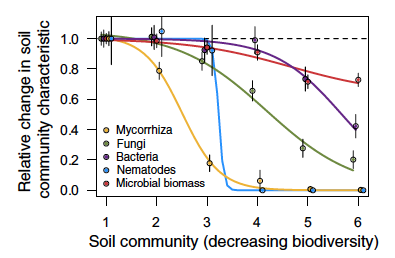 Relative change in soil
community characteristic
1.0
0.8
0.6
0.4
0.2
0.0
Mycorrhiza
Fungi
Bacteria
Nematodes
Microbial biomass
1 2 3 4 5 6
Soil community (decreasing biodiversity)